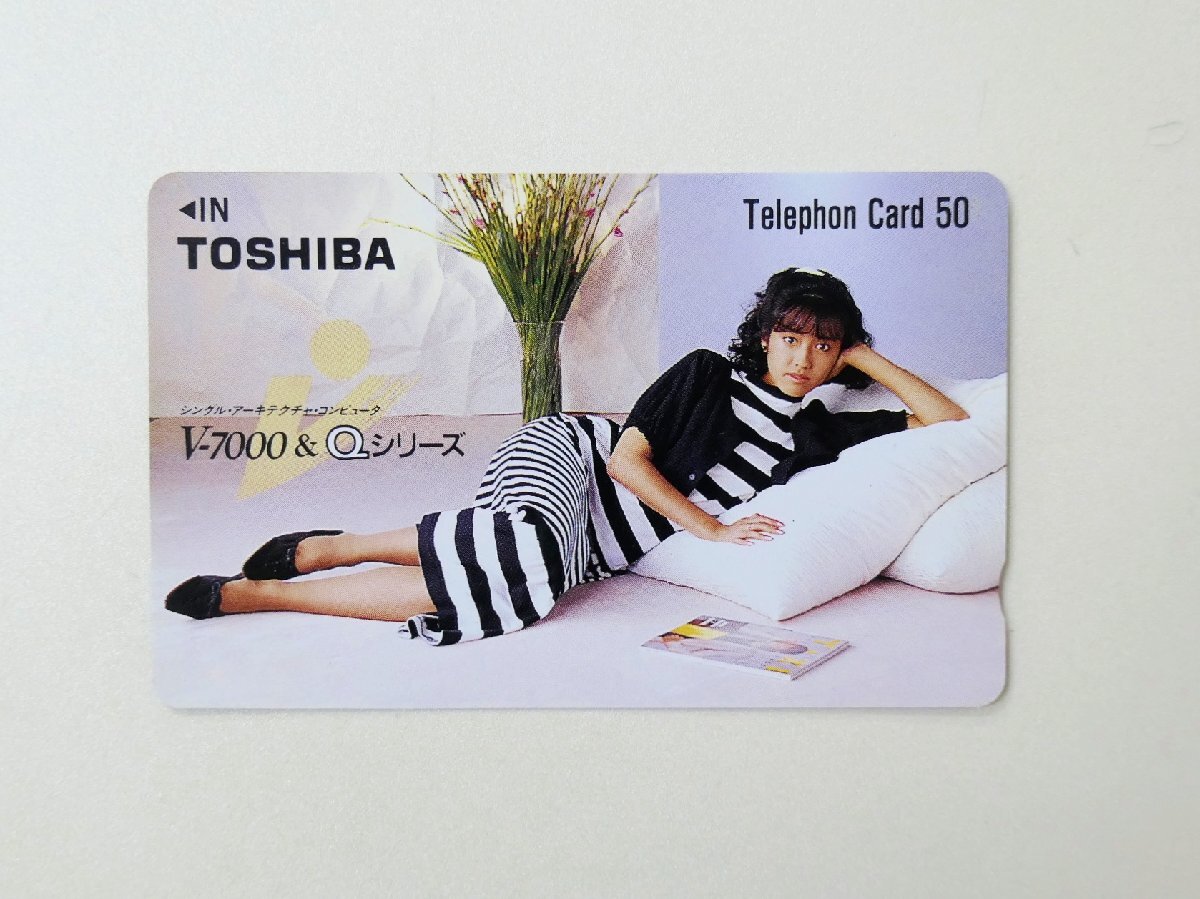 ◀IN
TOSHIBA
Telephon Card 50
シングル・アーキテクチャ・コンピュータ
V-7000 & Qシリーズ
TOSHIBA